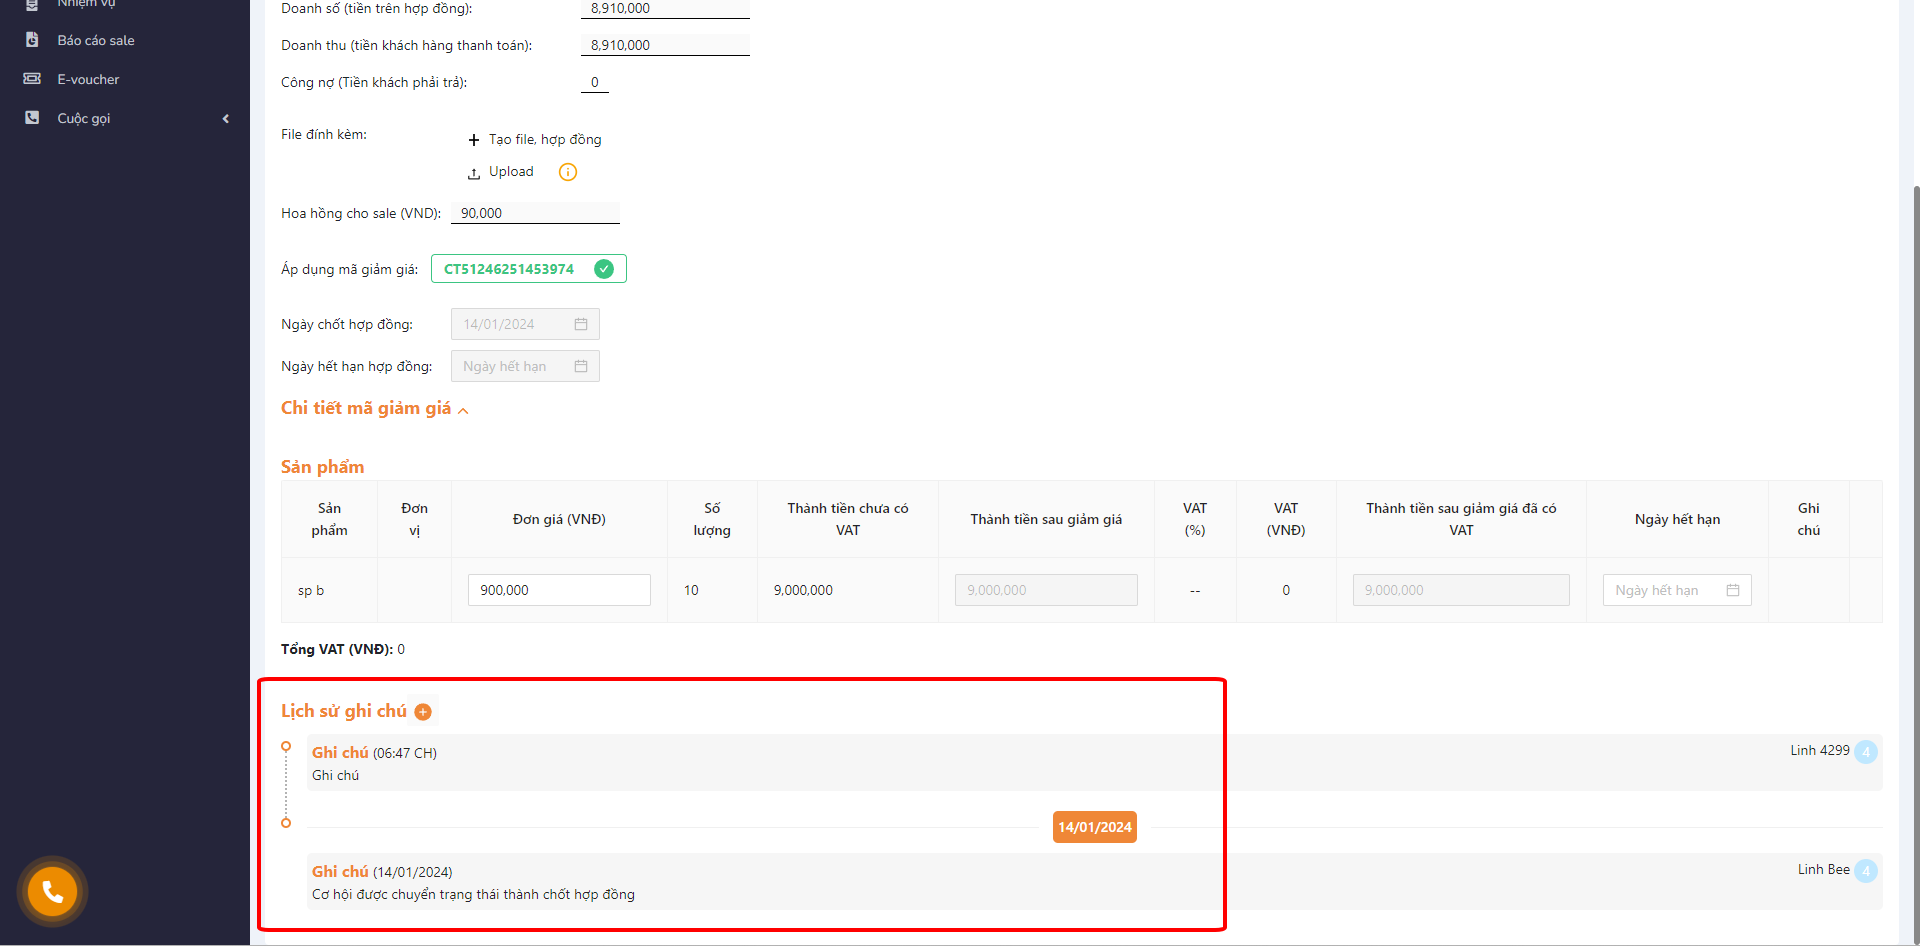 Nhiệm vụ
Báo cáo sale
E-voucher
Cuộc gọi
Doanh số (tiền trên hợp đồng): 8,910,000
Doanh thu (tiền khách hàng thanh toán): 8,910,000
Công nợ (Tiền khách phải trả): 0
File đính kèm:
Tạo file, hợp đồng
Upload
Hoa hồng cho sale (VND): 90,000
Áp dụng mã giảm giá: CT51246251453974
Ngày chốt hợp đồng: 14/01/2024
Ngày hết hạn hợp đồng: Ngày hết hạn
Chi tiết mã giảm giá
Sản phẩm
Sản phẩm Đơn vị Đơn giá (VNĐ) Số lượng Thành tiền chưa có VAT Thành tiền sau giảm giá VAT (%) VAT (VNĐ) Thành tiền sau giảm giá đã có VAT Ngày hết hạn Ghi chú
sp b 900,000 10 9,000,000 9,000,000 -- 0 9,000,000 Ngày hết hạn
Tổng VAT (VNĐ): 0
Lịch sử ghi chú
Ghi chú (06:47 CH) Linh 4299 4
Ghi chú
14/01/2024
Ghi chú (14/01/2024) Linh Bee 4
Cơ hội được chuyển trạng thái thành chốt hợp đồng